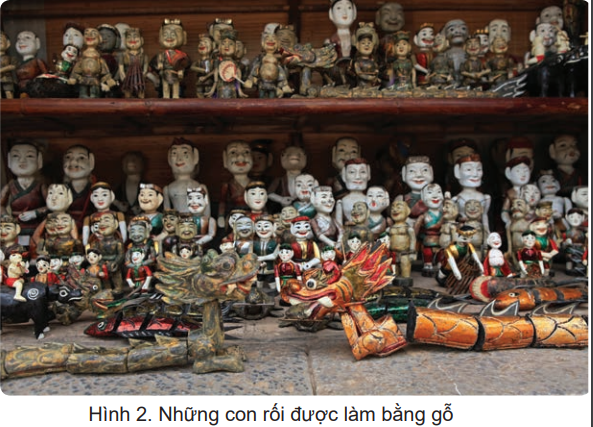 Hình 2. Những con rối được làm bằng gỗ